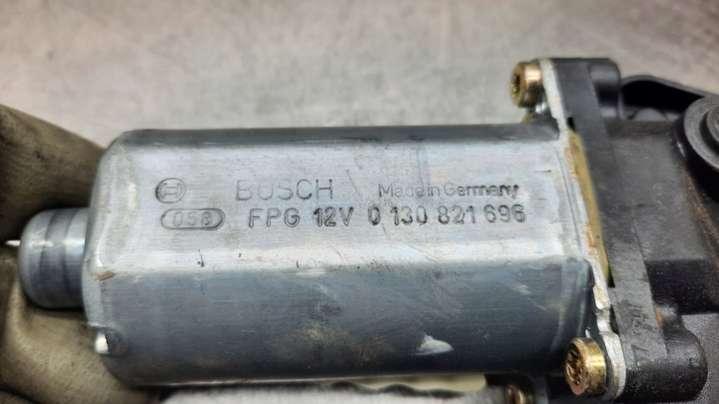 BOSCH Made in Germany
058 FPG 12V 0 130 821 696